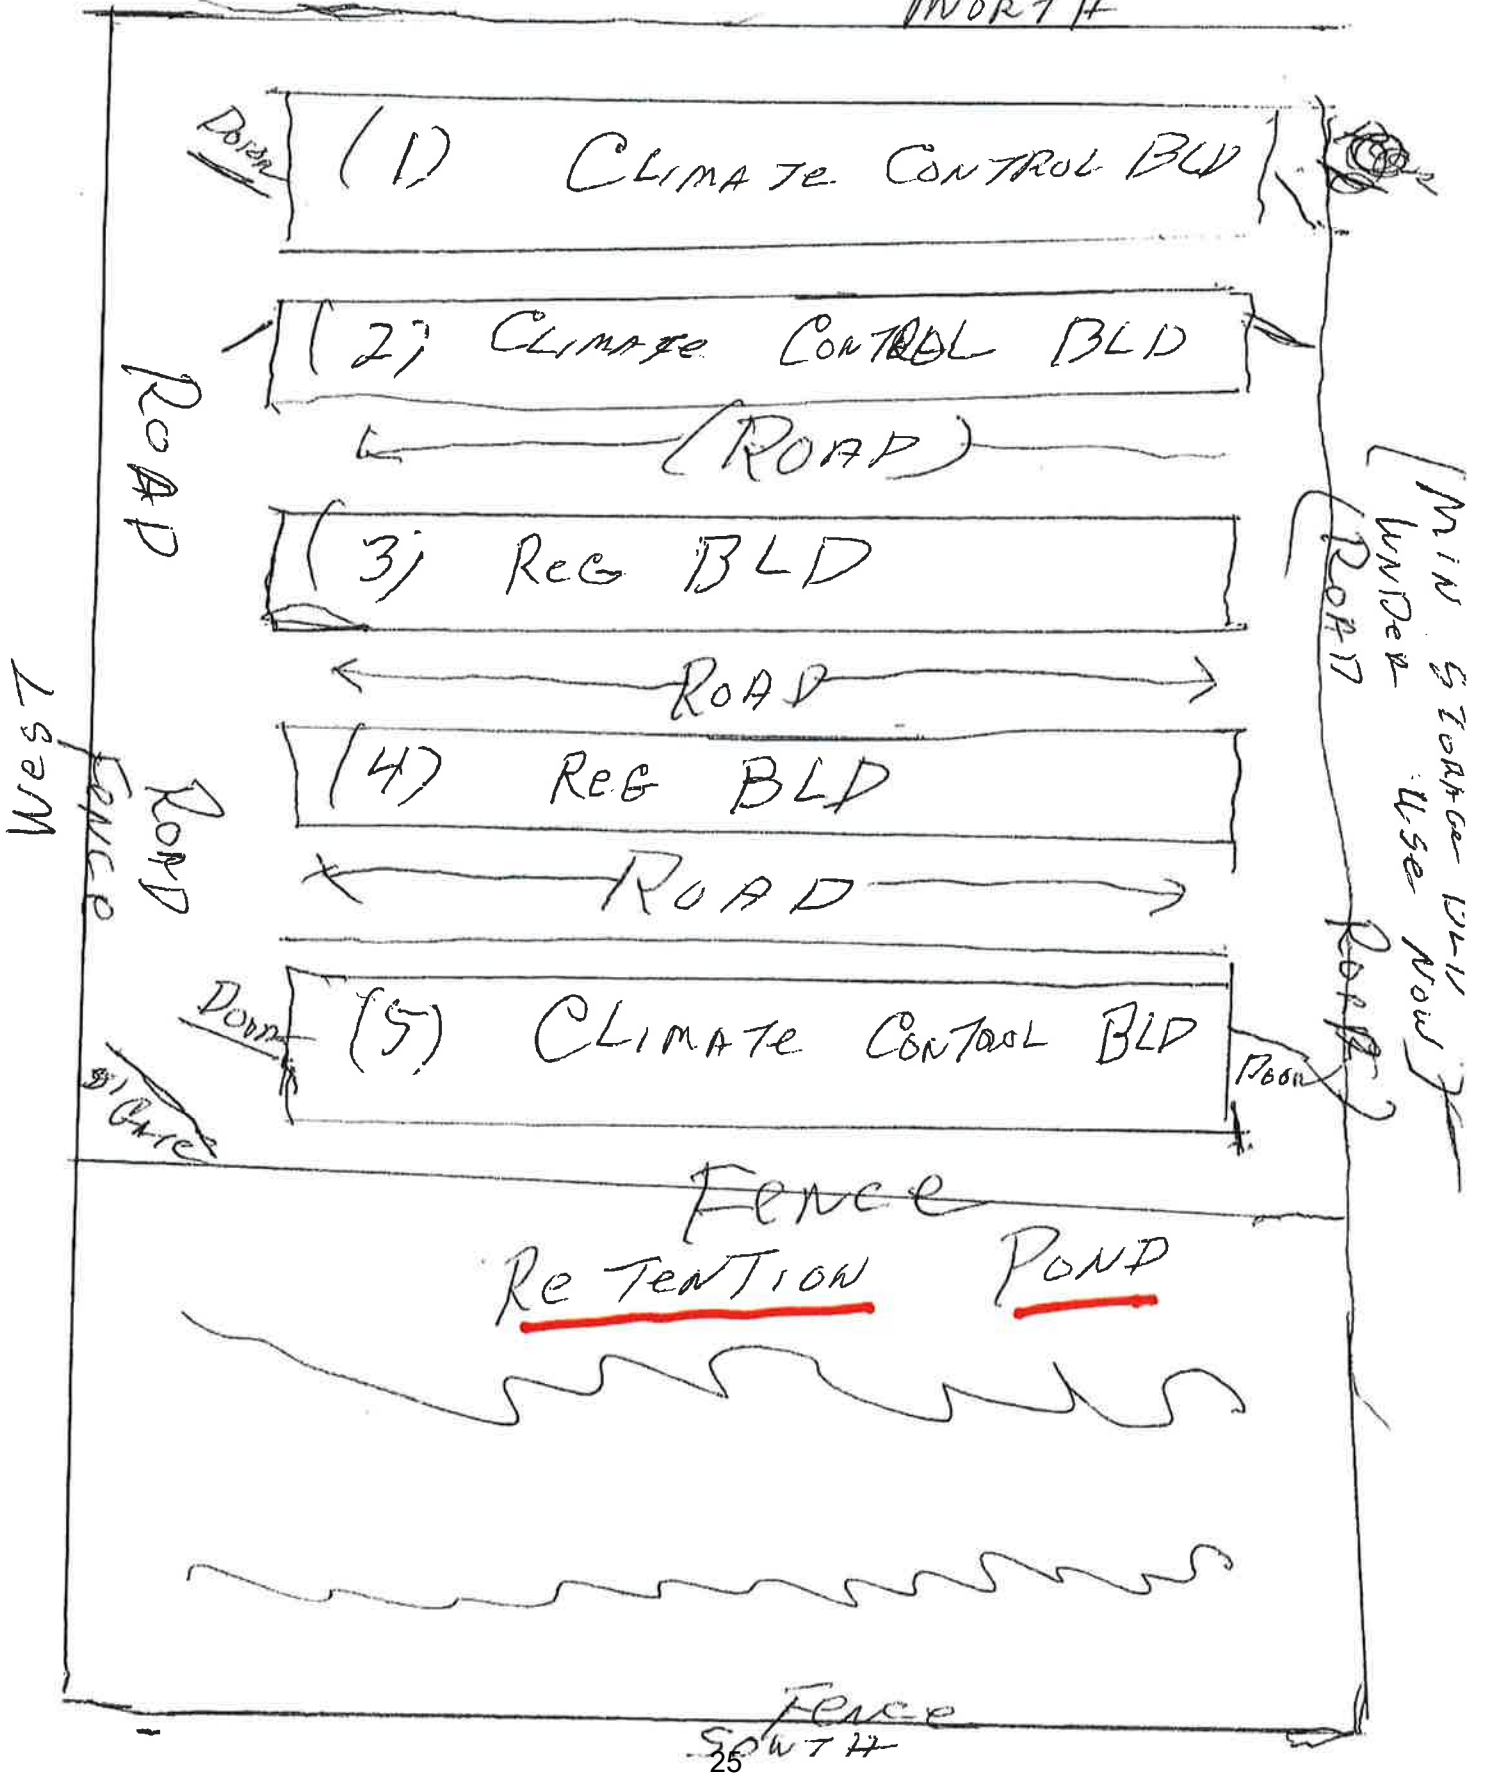 NORTH
Door
(1) CLIMATE CONTROL BLD
(2) CLIMATE CONTROL BLD
ROAD
(ROAD)
(3) REG BLD
(ROAD
(MINI STORAGE
UNDER USE NOW)
ROAD
WEST
FENCE
ROAD
(4) REG BLD
ROAD
ROAD)
Door
(5) CLIMATE CONTROL BLD
Door
GATE
FENCE
RETENTION POND
FENCE
SOUTH
25